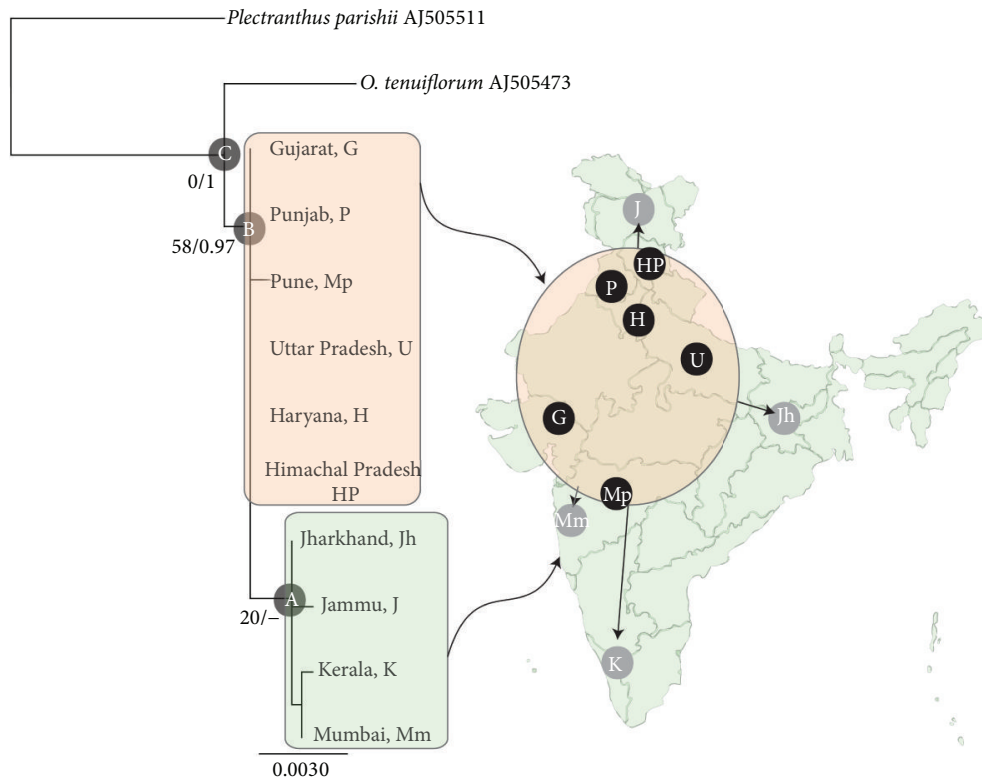 Plectranthus parishii AJ505511
O. tenuiflorum AJ505473
C
0/1
Gujarat, G
Punjab, P
B
58/0.97
Pune, Mp
Uttar Pradesh, U
Haryana, H
Himachal Pradesh
HP
Jharkhand, Jh
A
20/–
Jammu, J
Kerala, K
Mumbai, Mm
0.0030
J
HP
P
H
U
G
Jh
Mp
Mm
K